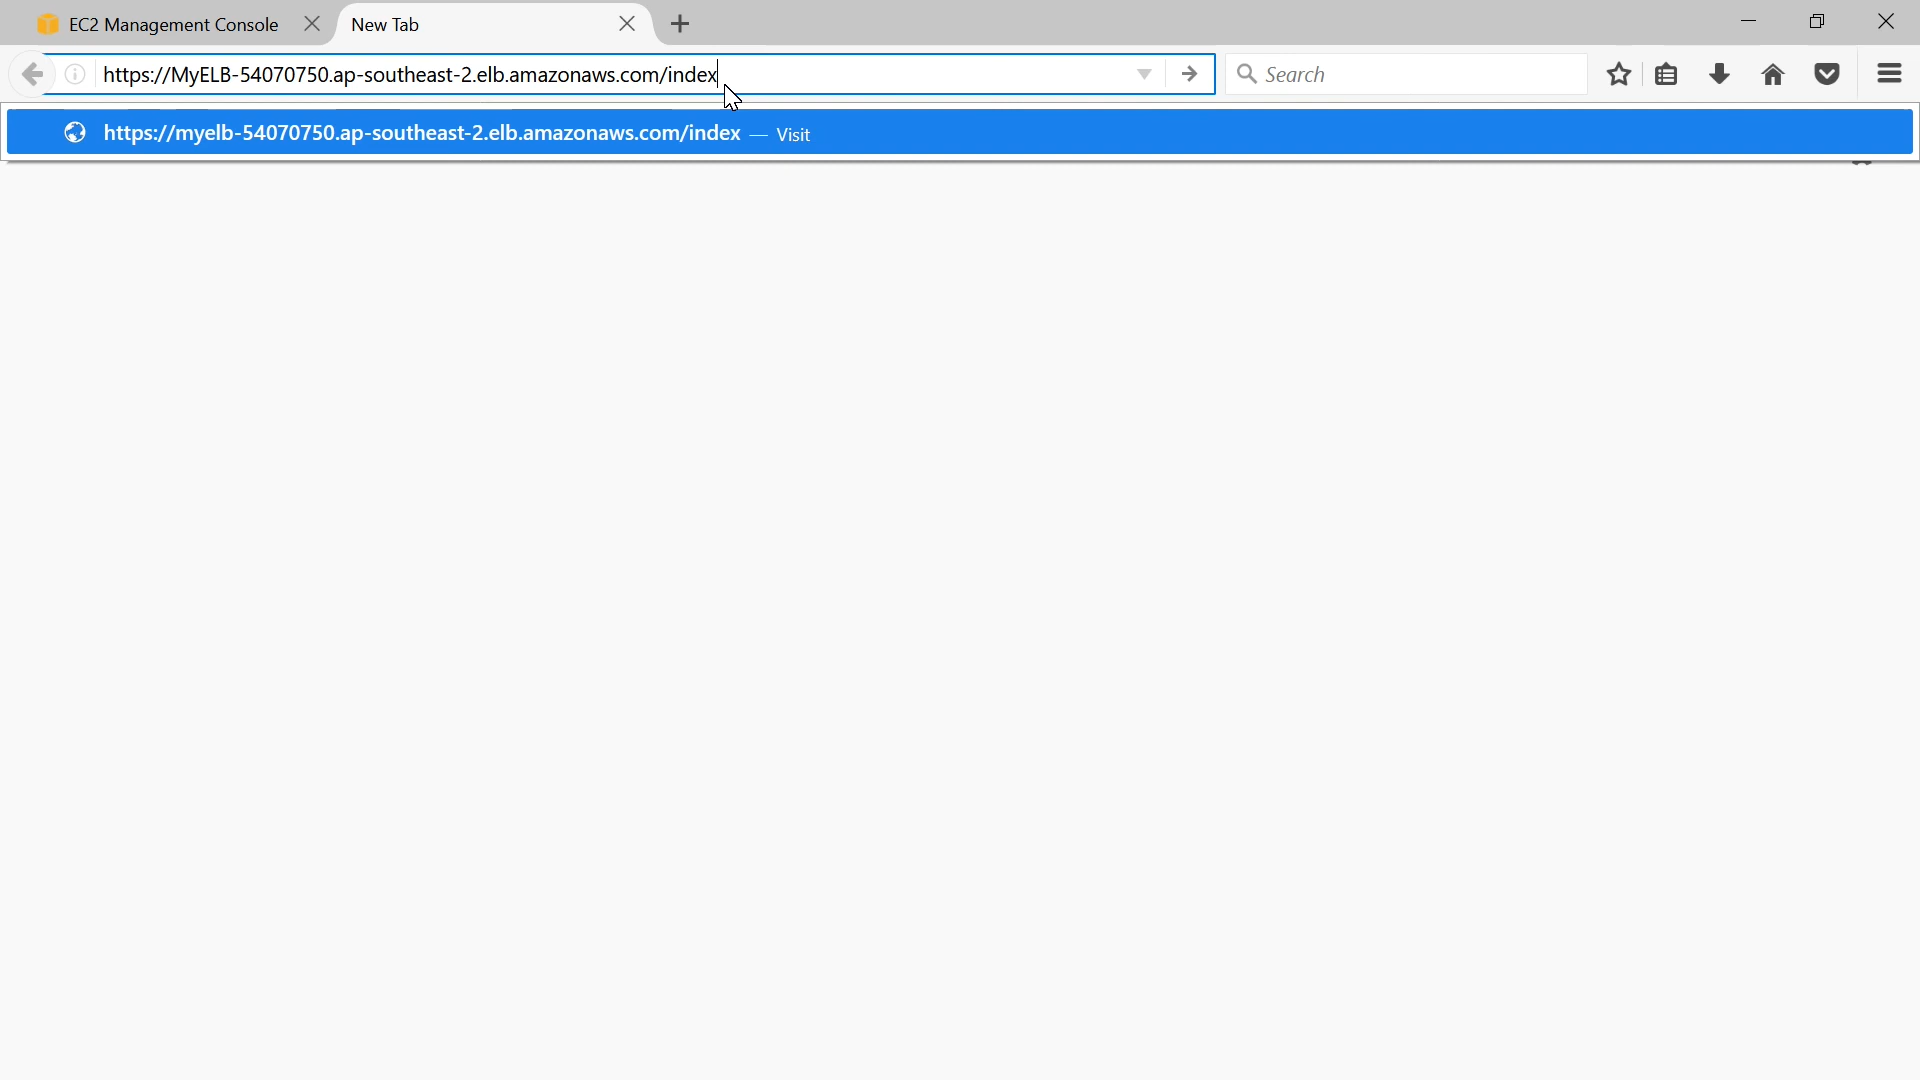 EC2 Management Console
New Tab
https://MyELB-54070750.ap-southeast-2.elb.amazonaws.com/index
Search
https://myelb-54070750.ap-southeast-2.elb.amazonaws.com/index — Visit